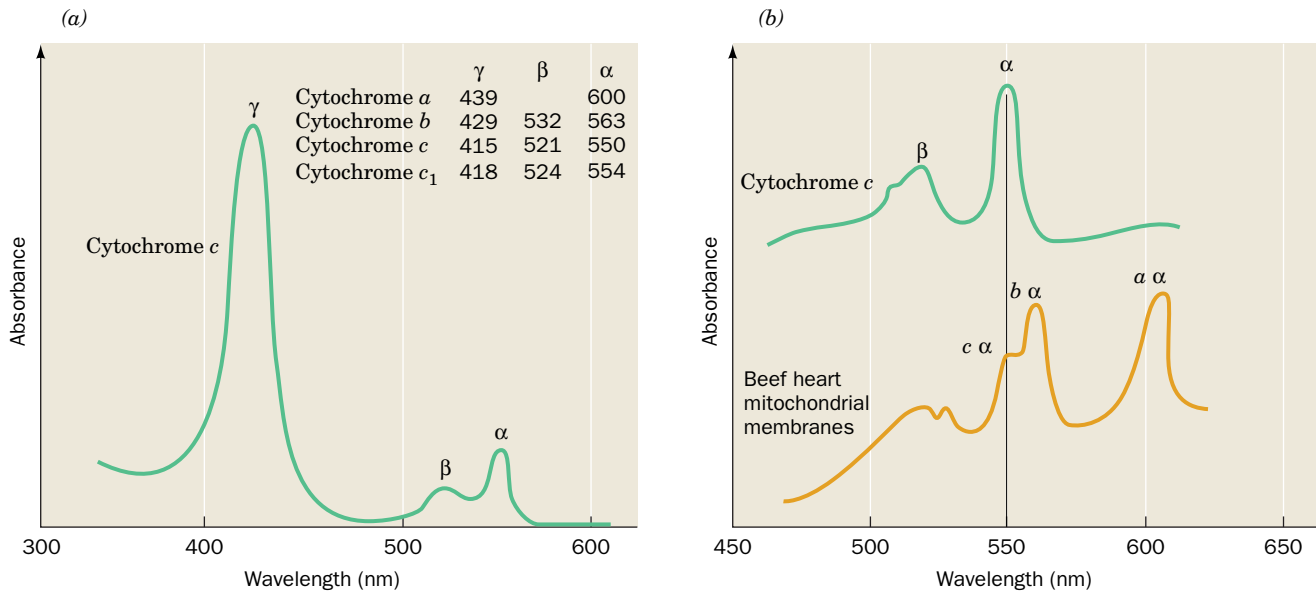 (a)
γ β α
Cytochrome a 439 600
Cytochrome b 429 532 563
Cytochrome c 415 521 550
Cytochrome c1 418 524 554
γ
Cytochrome c
β
α
Absorbance
300 400 500 600
Wavelength (nm)
(b)
α
β
Cytochrome c
b α
a α
c α
Beef heart
mitochondrial
membranes
Absorbance
450 500 550 600 650
Wavelength (nm)